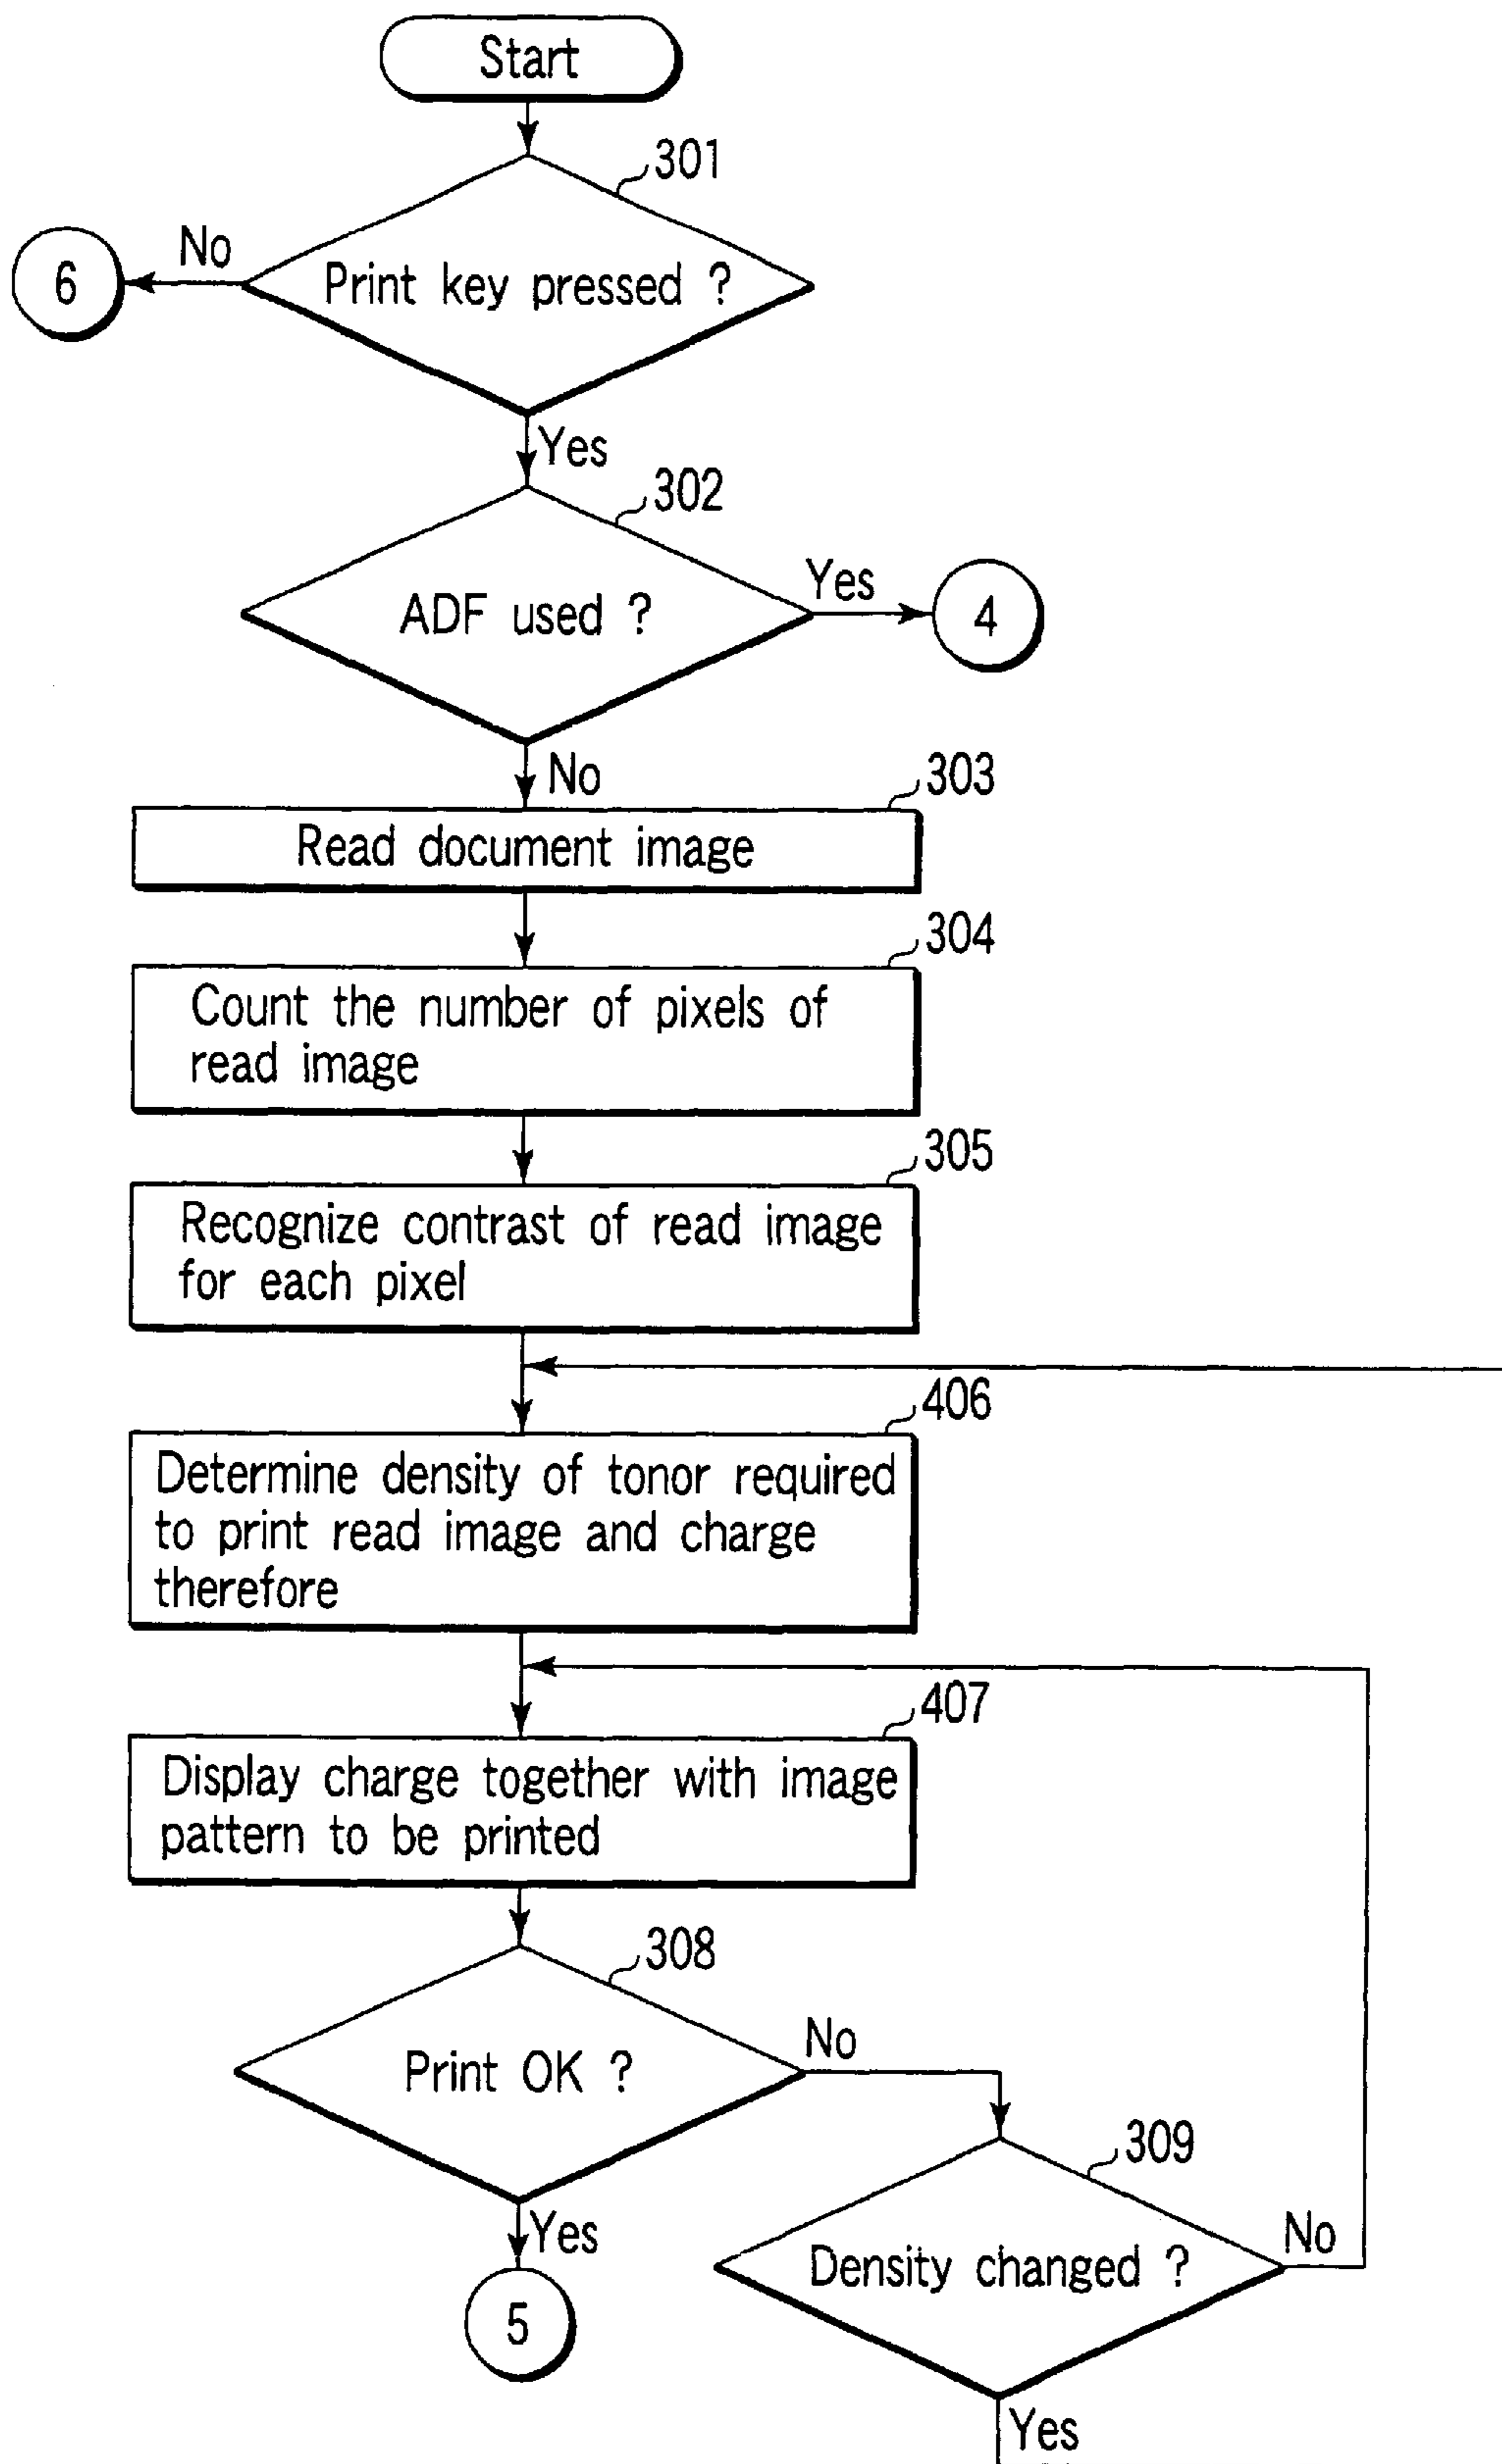 Start
301
No
6
Print key pressed ?
Yes
302
Yes
ADF used ?
4
No
303
Read document image
304
Count the number of pixels of
read image
305
Recognize contrast of read image
for each pixel
406
Determine density of tonor required
to print read image and charge
therefore
407
Display charge together with image
pattern to be printed
308
No
Print OK ?
309
Yes
No
Density changed ?
5
Yes